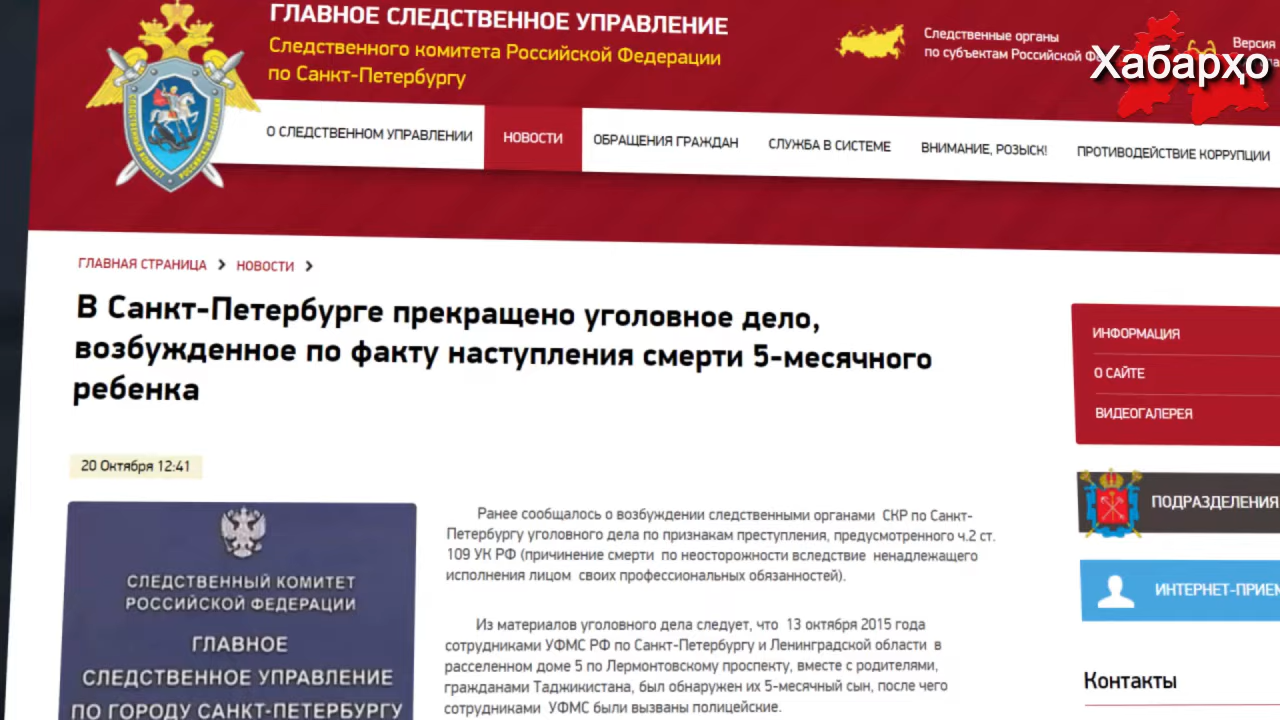 ГЛАВНОЕ СЛЕДСТВЕННОЕ УПРАВЛЕНИЕ
Следственного комитета Российской Федерации
по Санкт-Петербургу
Следственные органы
по субъектам Российской
Версия
Хабарҳо
О СЛЕДСТВЕННОМ УПРАВЛЕНИИ
НОВОСТИ
ОБРАЩЕНИЯ ГРАЖДАН
СЛУЖБА В СИСТЕМЕ
ВНИМАНИЕ, РОЗЫСК!
ПРОТИВОДЕЙСТВИЕ КОРРУПЦИИ
ГЛАВНАЯ СТРАНИЦА > НОВОСТИ >
В Санкт-Петербурге прекращено уголовное дело,
возбужденное по факту наступления смерти 5-месячного
ребенка
20 Октября 12:41
СЛЕДСТВЕННЫЙ КОМИТЕТ
РОССИЙСКОЙ ФЕДЕРАЦИИ
ГЛАВНОЕ
СЛЕДСТВЕННОЕ УПРАВЛЕНИЕ
ПО ГОРОДУ САНКТ-ПЕТЕРБУРГУ
Ранее сообщалось о возбуждении следственными органами СКР по Санкт-
Петербургу уголовного дела по признакам преступления, предусмотренного ч.2 ст.
109 УК РФ (причинение смерти по неосторожности вследствие ненадлежащего
исполнения лицом своих профессиональных обязанностей).
Из материалов уголовного дела следует, что 13 октября 2015 года
сотрудниками УФМС РФ по Санкт-Петербургу и Ленинградской области в
расселенном доме 5 по Лермонтовскому проспекту, вместе с родителями,
гражданами Таджикистана, был обнаружен их 5-месячный сын, после чего
сотрудниками УФМС были вызваны полицейские.
ИНФОРМАЦИЯ
О САЙТЕ
ВИДЕОГАЛЕРЕЯ
ПОДРАЗДЕЛЕНИЯ
ИНТЕРНЕТ-ПРИЕМ
Контакты